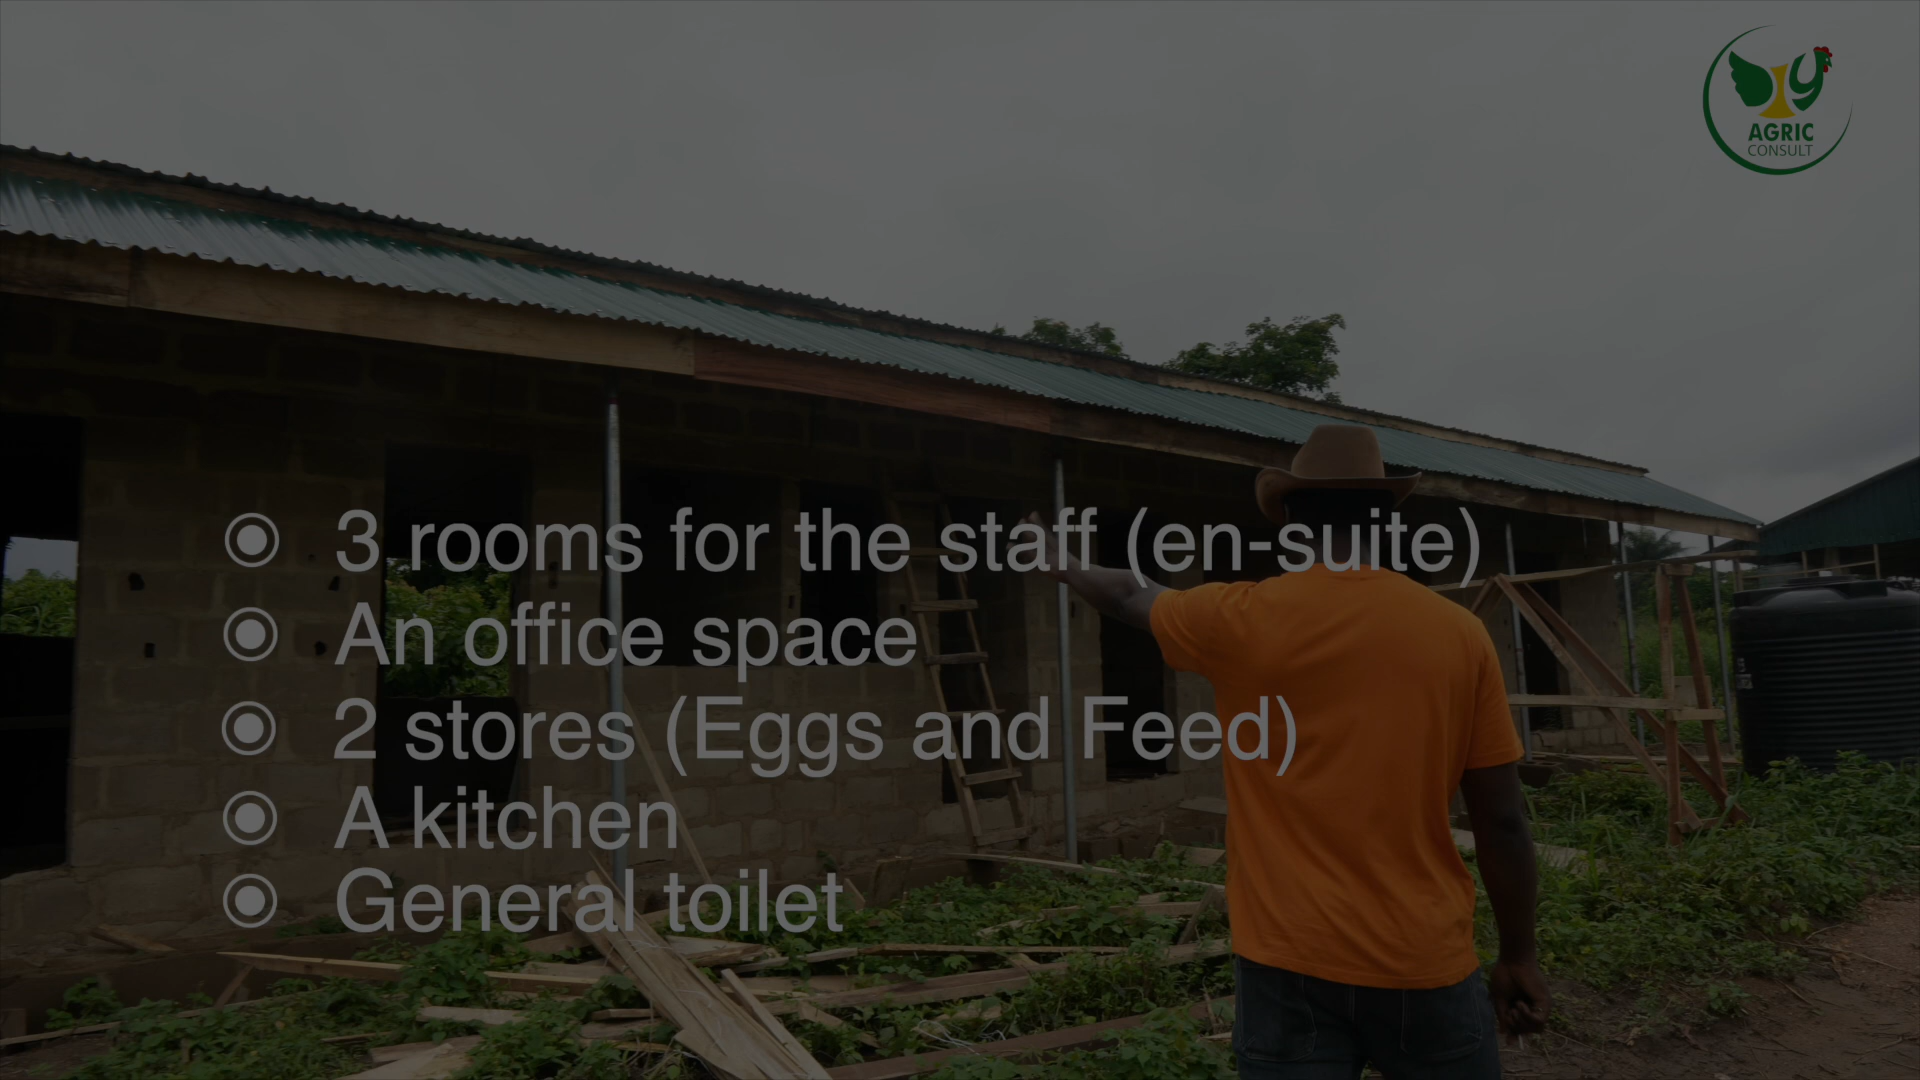 AGRIC
CONSULT
3 rooms for the staff (en-suite)
An office space
2 stores (Eggs and Feed)
A kitchen
General toilet